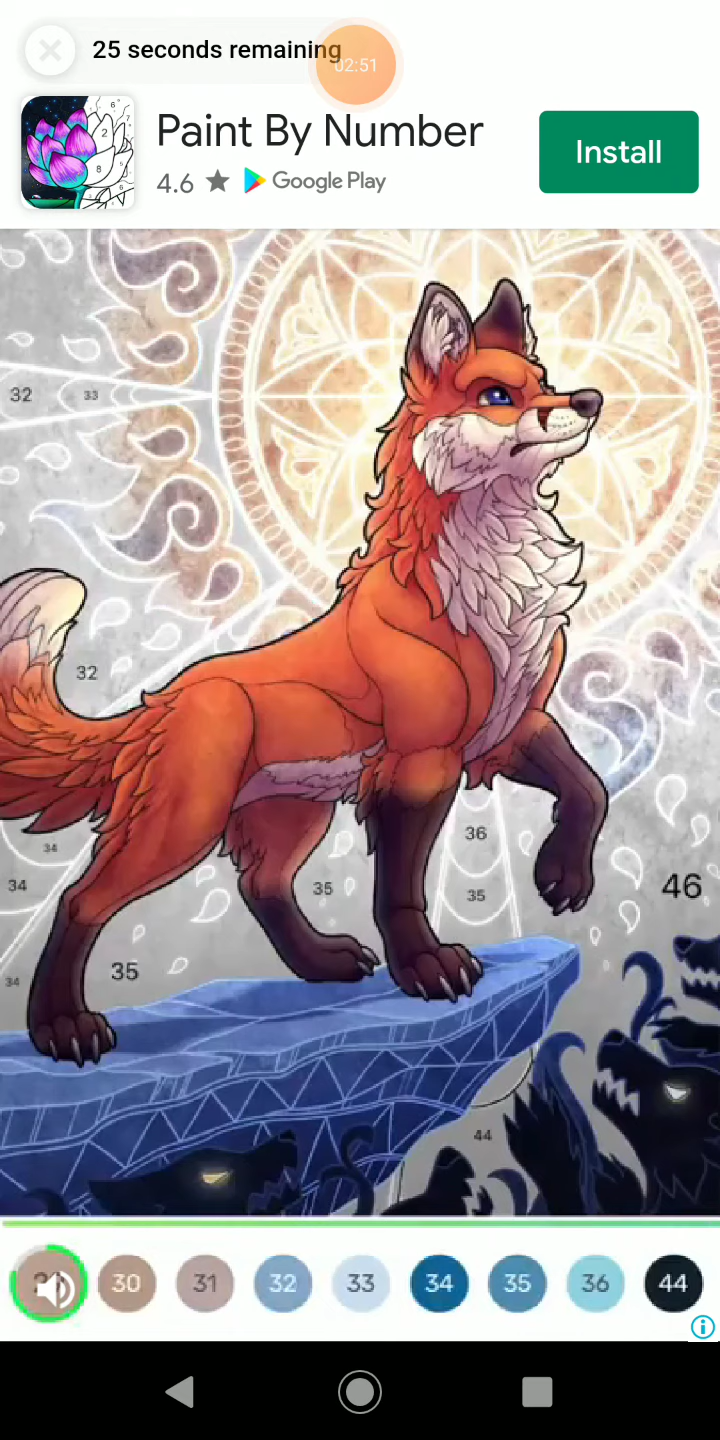 25 seconds remaining
02:51
Paint By Number
Install
4.6 ★ Google Play
32 33
32
36
34
34 35 35 46
34 35
44
30 31 32 33 34 35 36 44